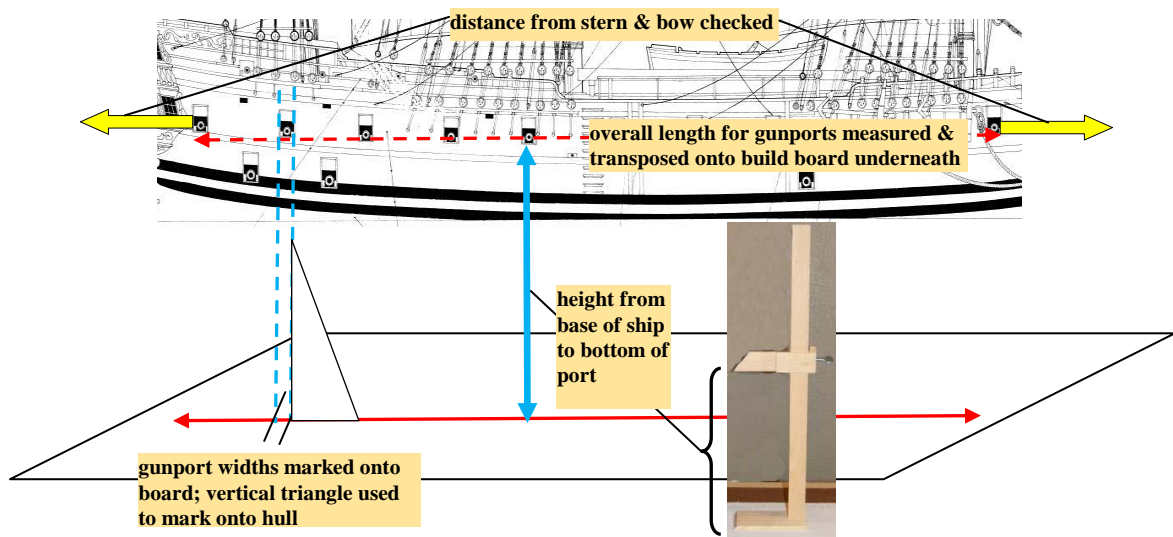 distance from stern & bow checked
overall length for gunports measured &
transposed onto build board underneath
3
height from
base of ship
to bottom of
port
gunport widths marked onto
board; vertical triangle used
to mark onto hull